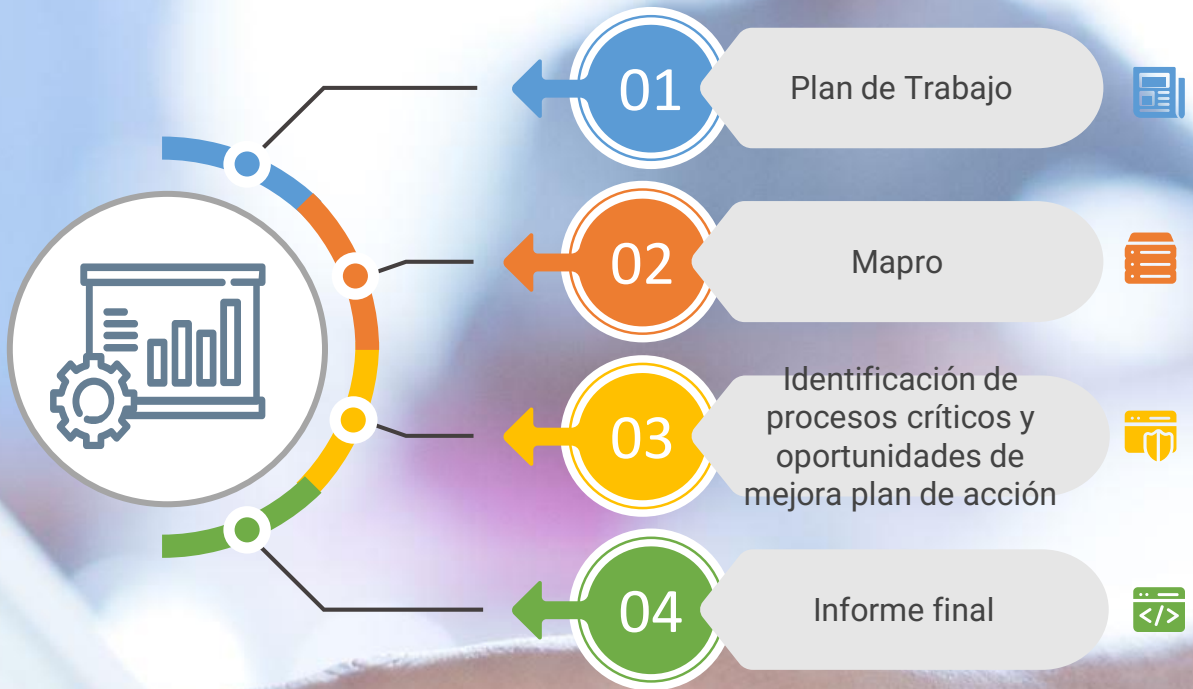 01
Plan de Trabajo
02
Mapro
03
Identificación de
procesos críticos y
oportunidades de
mejora plan de acción
04
Informe final
</>